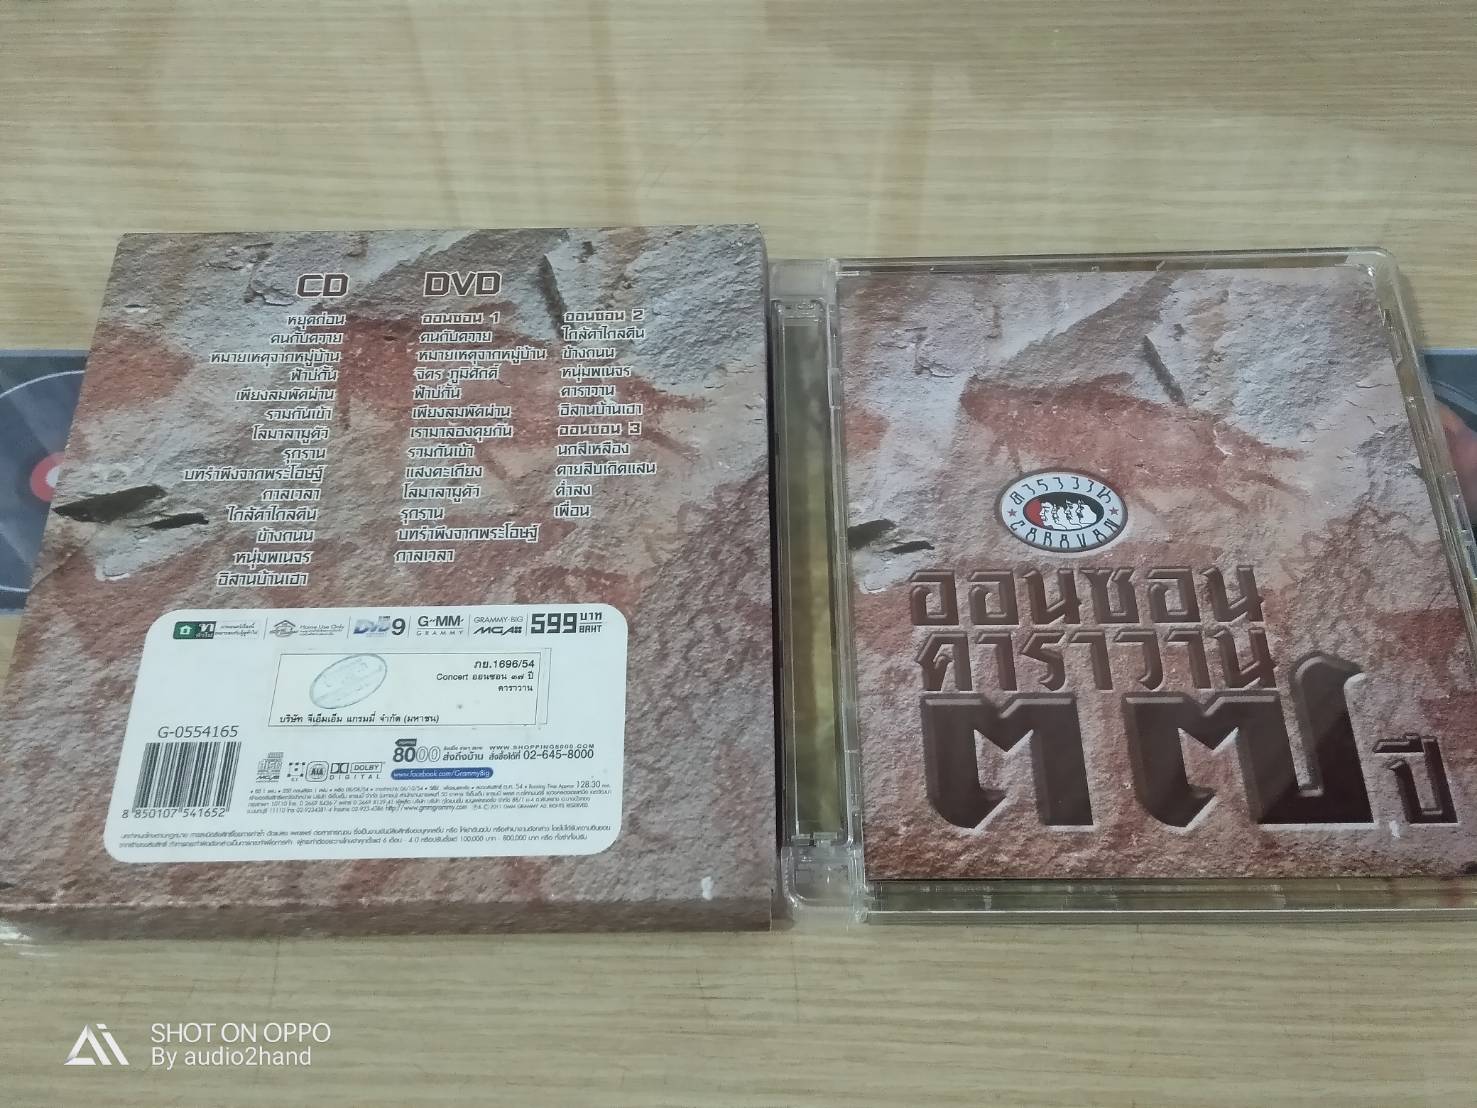 CD
หยุดก่อน
คนกับควาย
หมายเหตุจากหมู่บ้าน
ฟ้าบ่กั้น
เพียงลมพัดผ่าน
รวมกันเข้า
โสมาลามูตัว
รุกราน
บทรำพึงจากพระโอษฐ์
กาลเวลา
ใกล้ตาไกลตีน
ข้างถนน
หนุ่มพเนจร
อีสานบ้านเฮา
DVD
ออนซอน 1
คนกับควาย
หมายเหตุจากหมู่บ้าน
จิตร ภูมิศักดิ์
ฟ้าบ่กั้น
เพียงลมพัดผ่าน
เรามาลองคุยกัน
รวมกันเข้า
แสงตะเกียง
โสมาลามูตัว
รุกราน
บทรำพึงจากพระโอษฐ์
กาลเวลา
ออนซอน 2
ใกล้ตาไกลตีน
ข้างถนน
หนุ่มพเนจร
คาราวาน
อีสานบ้านเฮา
ออนซอน 3
นกสีเหลือง
ตายสิบเกิดแสน
ค่ำลง
เพื่อน
ท
ทั่วไป
Home Use Only
DVD 9
G"MM'
GRAMMY
GRAMMY BIG
MGA
599 บาท
BAHT
ภย.1696/54
Concert ออนซอน ๓๗ ปี
คาราวาน
บริษัท จีเอ็มเอ็ม แกรมมี่ จำกัด (มหาชน)
G-0554165
8 850107 541652
DOLBY
DIGITAL
8000
ส่งถึงบ้าน
WWW.SHOPPING8000.COM
สั่งซื้อได้ที่ 02-645-8000
www.facebook.com/GrammyBig
คาราวาน
CARAVAN
ออนซอน
คาราวาน
๓๗ ปี
SHOT ON OPPO
By audio2hand